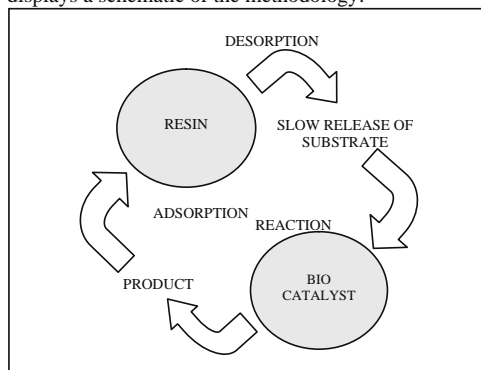 displays a schematic of the methodology.
DESORPTION
RESIN
SLOW RELEASE OF
SUBSTRATE
ADSORPTION
REACTION
PRODUCT
BIO
CATALYST